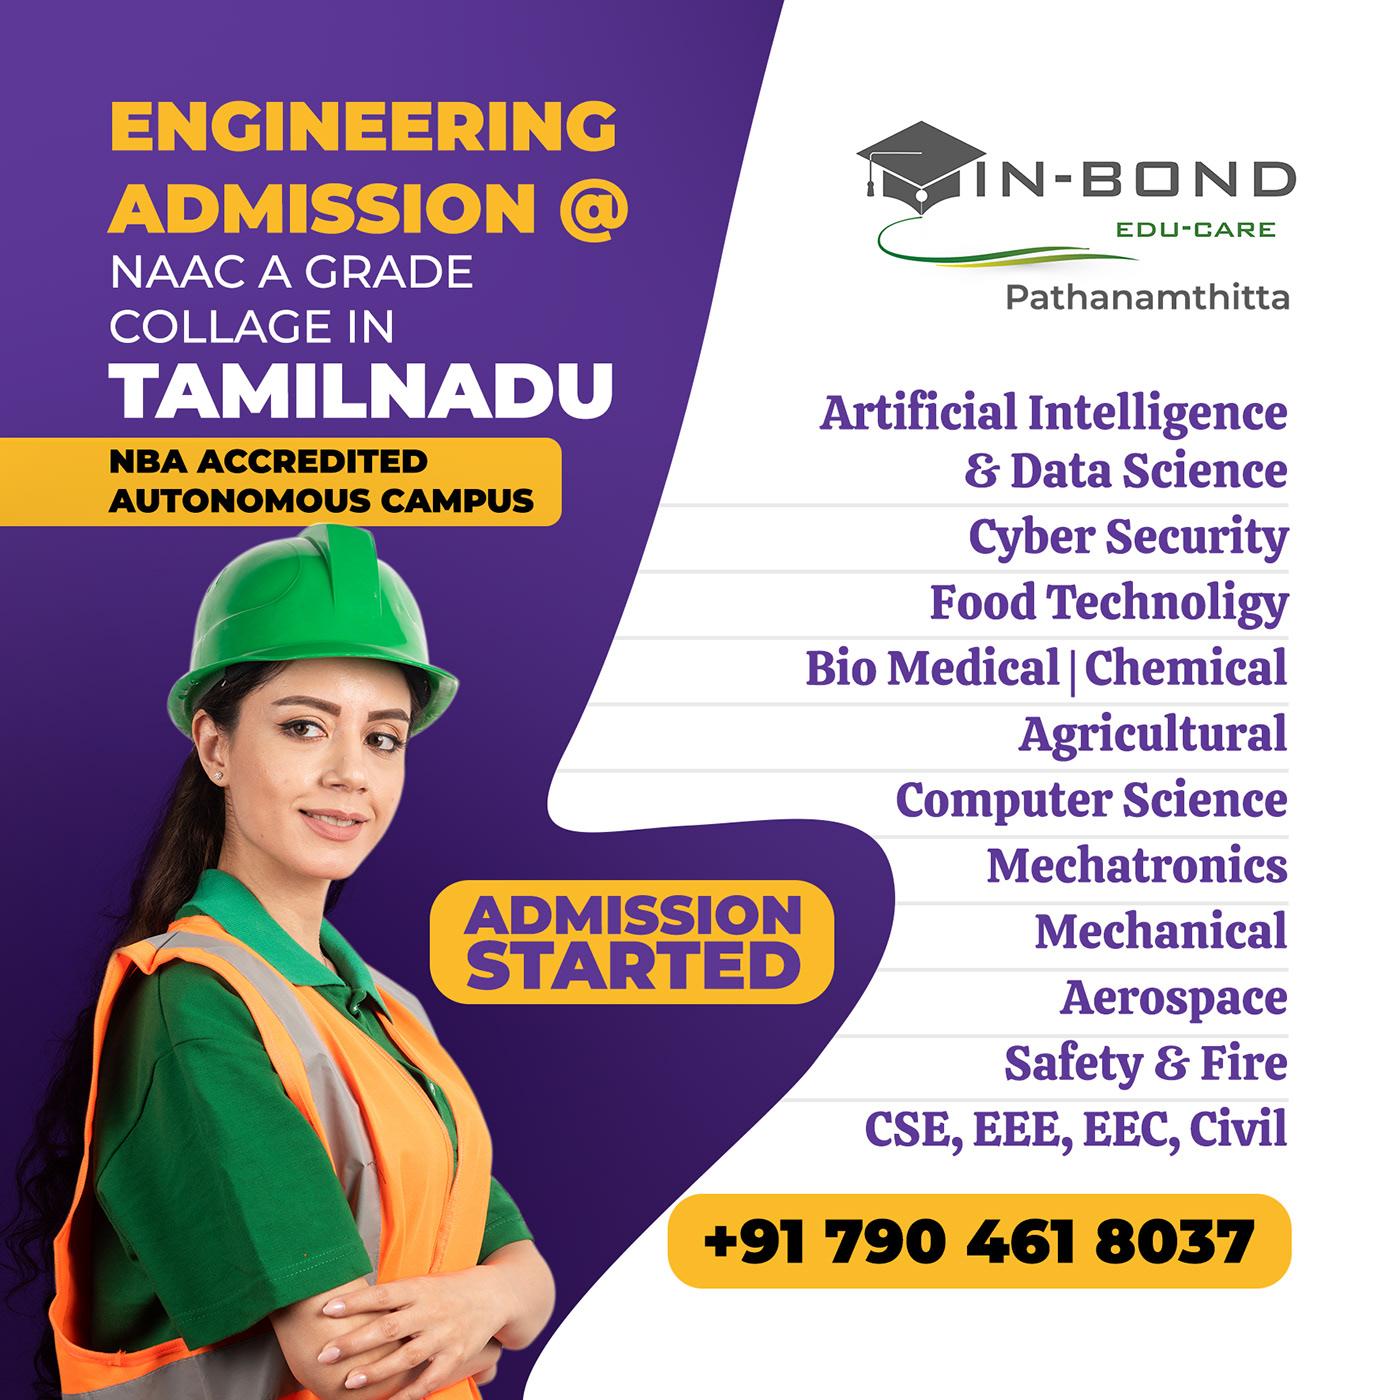 ENGINEERING
ADMISSION @
NAAC A GRADE
COLLAGE IN
TAMILNADU
NBA ACCREDITED
AUTONOMOUS CAMPUS
ADMISSION
STARTED
IN-BOND
EDU-CARE
Pathanamthitta
Artificial Intelligence
& Data Science
Cyber Security
Food Technoligy
Bio Medical | Chemical
Agricultural
Computer Science
Mechatronics
Mechanical
Aerospace
Safety & Fire
CSE, EEE, EEC, Civil
+91 790 461 8037